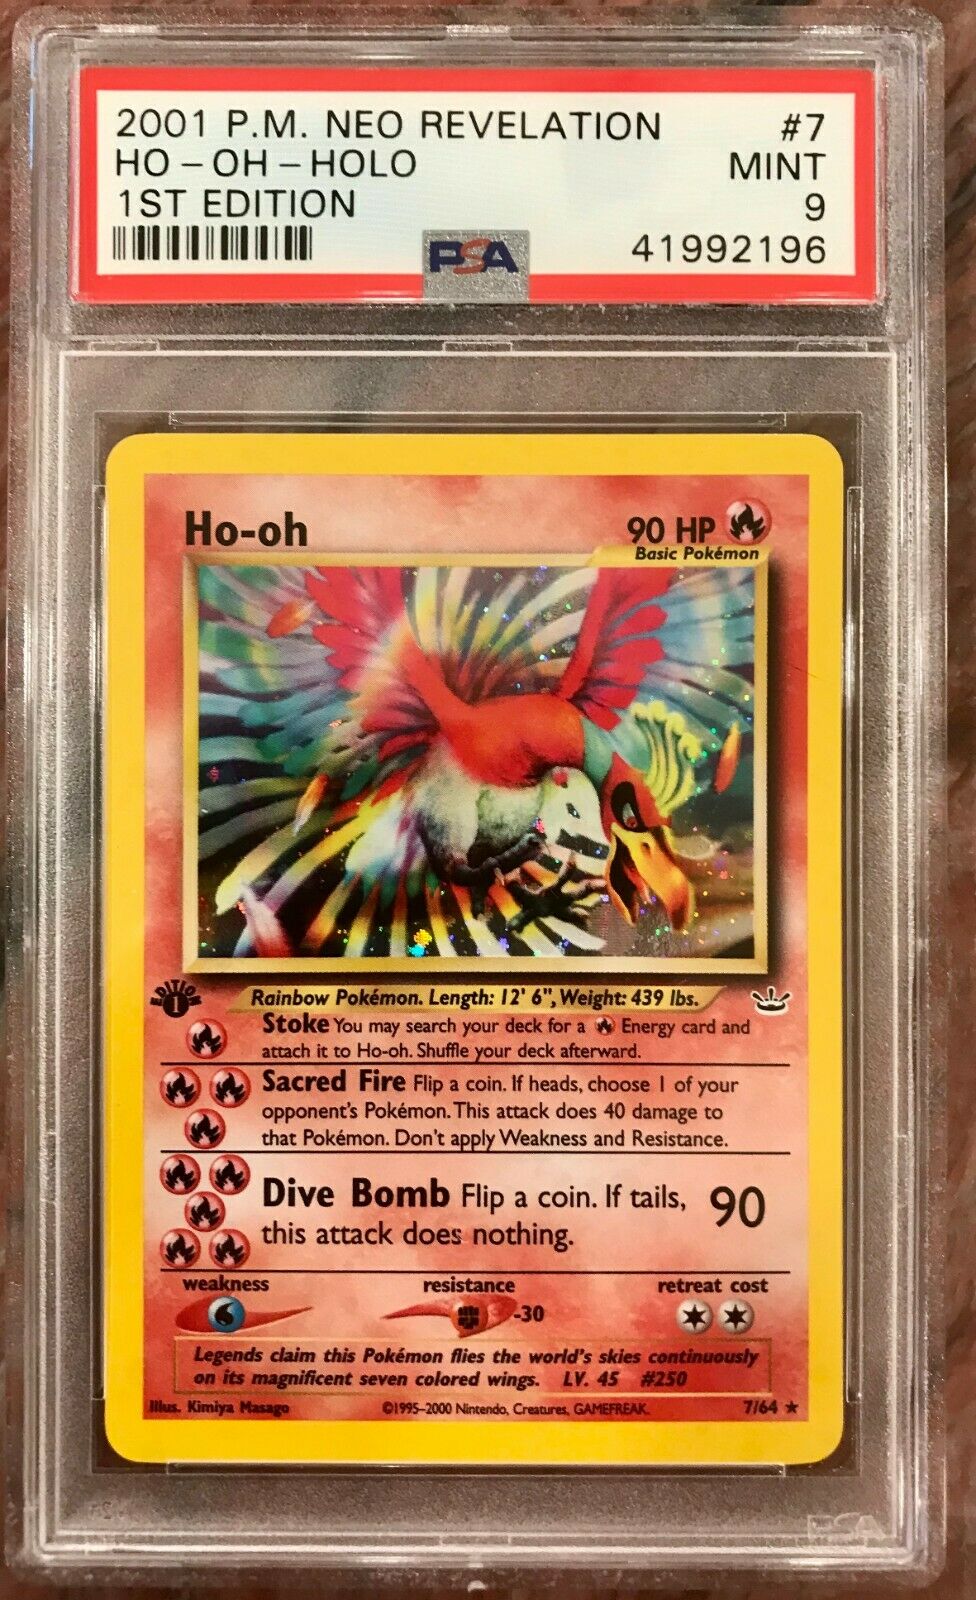 2001 P.M. NEO REVELATION #7
HO-OH-HOLO MINT
1ST EDITION 9
PSA 41992196
Ho-oh 90 HP
Basic Pokémon
EDITION 1
Rainbow Pokémon. Length: 12' 6", Weight: 439 lbs.
Stoke You may search your deck for a Energy card and
attach it to Ho-oh. Shuffle your deck afterward.
Sacred Fire Flip a coin. If heads, choose 1 of your
opponent's Pokémon. This attack does 40 damage to
that Pokémon. Don't apply Weakness and Resistance.
Dive Bomb Flip a coin. If tails, 90
this attack does nothing.
weakness resistance retreat cost
-30
Legends claim this Pokémon flies the world's skies continuously
on its magnificent seven colored wings. LV. 45 #250
Illus. Kimiya Masago ©1995-2000 Nintendo, Creatures, GAMEFREAK. 7/64 ★
PSA